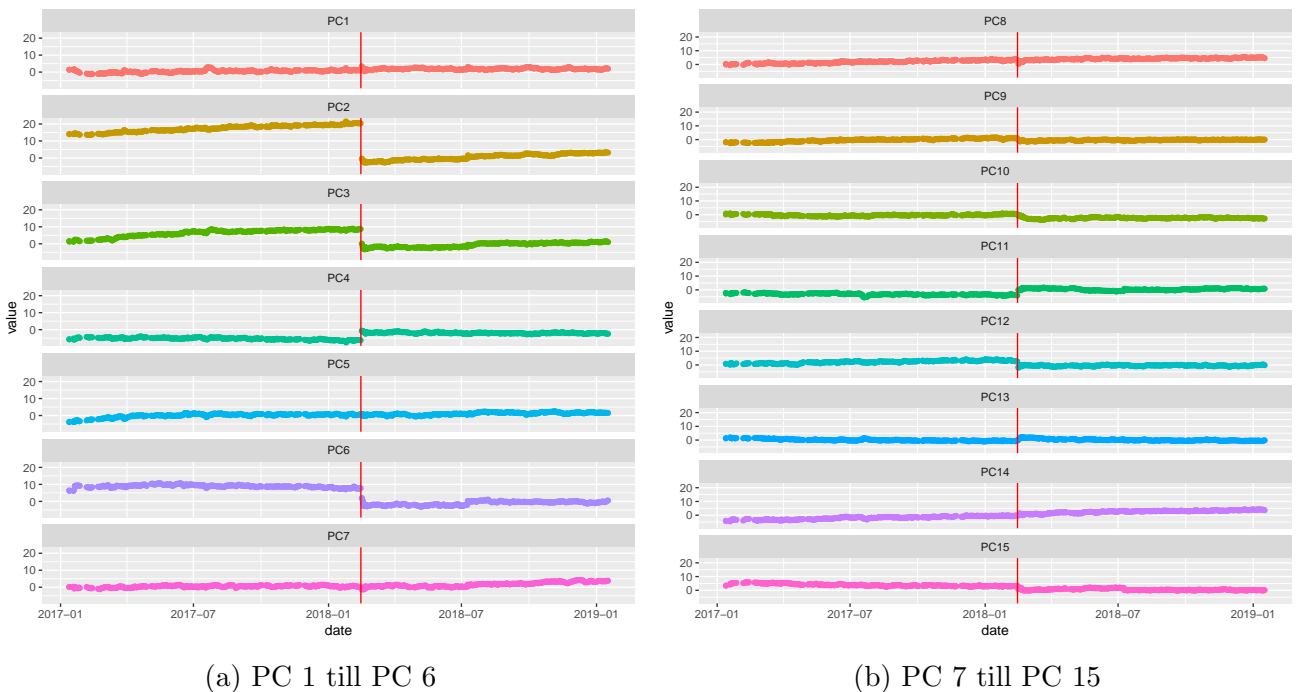 PC1
20
10
0
PC2
20
10
0
PC3
20
10
0
PC4
20
10
0
PC5
20
10
0
PC6
20
10
0
PC7
20
10
0
value
2017−01
2017−07
2018−01
2018−07
2019−01
date
(a) PC 1 till PC 6
PC8
20
10
0
PC9
20
10
0
PC10
20
10
0
PC11
20
10
0
PC12
20
10
0
PC13
20
10
0
PC14
20
10
0
PC15
20
10
0
value
2017−01
2017−07
2018−01
2018−07
2019−01
date
(b) PC 7 till PC 15